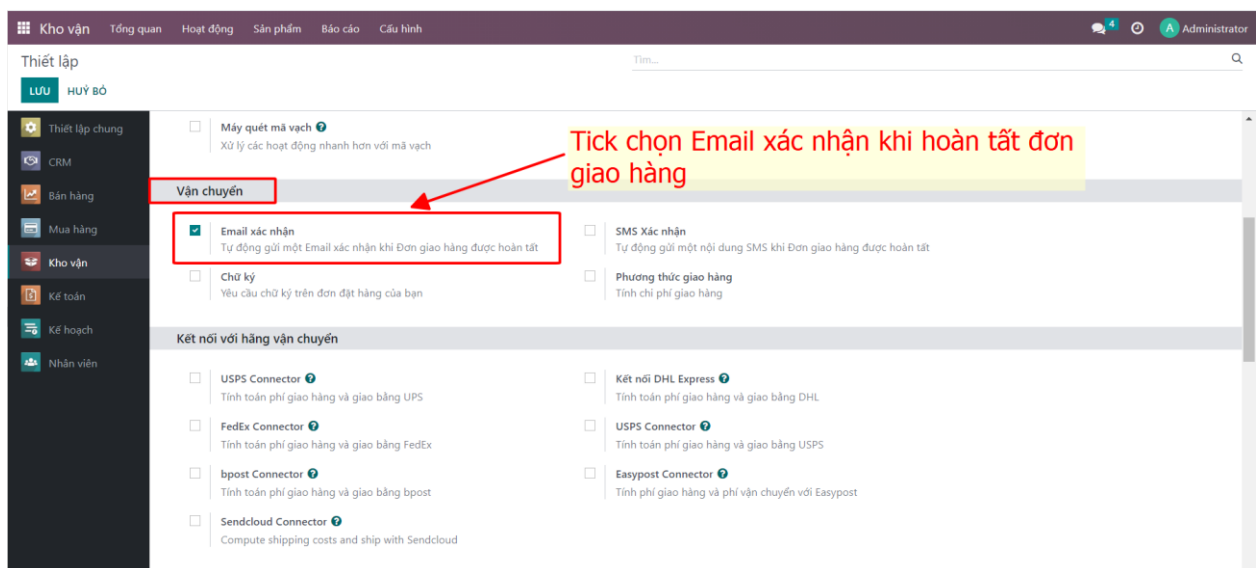 Kho vận Tổng quan Hoạt động Sản phẩm Báo cáo Cấu hình 4 A Administrator
Thiết lập Tìm...
LƯU HUỶ BỎ
Thiết lập chung
CRM
Bán hàng
Mua hàng
Kho vận
Kế toán
Kế hoạch
Nhân viên
Máy quét mã vạch ?
Xử lý các hoạt động nhanh hơn với mã vạch
Tick chọn Email xác nhận khi hoàn tất đơn
giao hàng
Vận chuyển
Email xác nhận
Tự động gửi một Email xác nhận khi Đơn giao hàng được hoàn tất
SMS Xác nhận
Tự động gửi một nội dung SMS khi Đơn giao hàng được hoàn tất
Chữ ký
Yêu cầu chữ ký trên đơn đặt hàng của bạn
Phương thức giao hàng
Tính chi phí giao hàng
Kết nối với hãng vận chuyển
USPS Connector ?
Tính toán phí giao hàng và giao bằng UPS
Kết nối DHL Express ?
Tính toán phí giao hàng và giao bằng DHL
FedEx Connector ?
Tính toán phí giao hàng và giao bằng FedEx
USPS Connector ?
Tính toán phí giao hàng và giao bằng USPS
bpost Connector ?
Tính toán phí giao hàng và giao bằng bpost
Easypost Connector ?
Tính phí giao hàng và phí vận chuyển với Easypost
Sendcloud Connector ?
Compute shipping costs and ship with Sendcloud